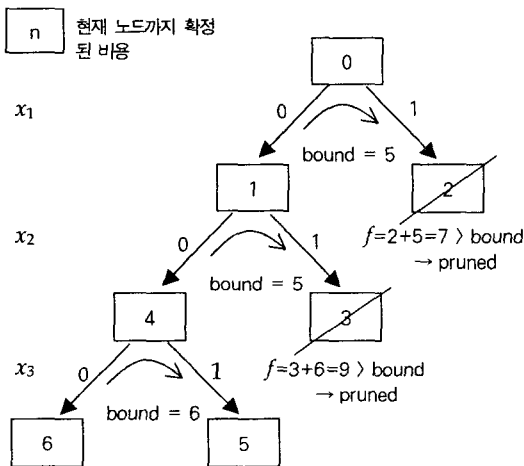 n
현재 노드까지 확정
된 비용
0
x₁
0
1
bound = 5
1
2
f=2+5=7 〉bound
→ pruned
x₂
0
1
bound = 5
4
3
f=3+6=9 〉bound
→ pruned
x₃
0
1
bound = 6
6
5